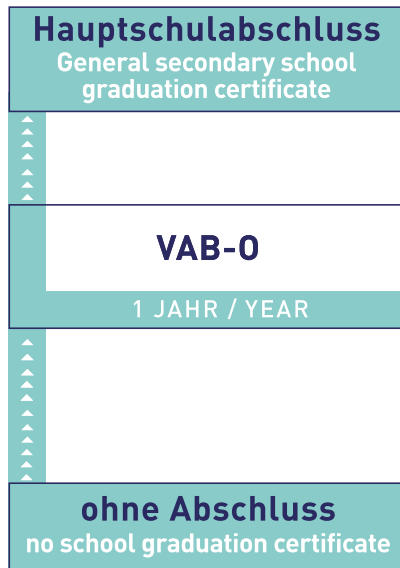 Hauptschulabschluss
General secondary school
graduation certificate
VAB-O
1 JAHR / YEAR
ohne Abschluss
no school graduation certificate